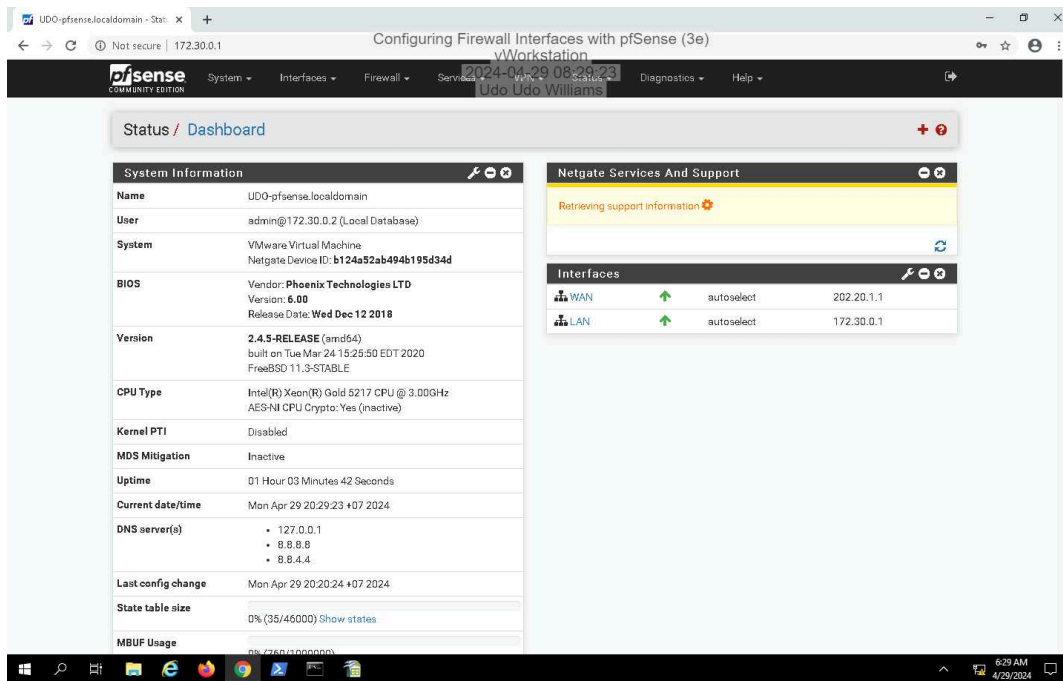 UDO-pfsense.localdomain - Stat
Not secure | 172.30.0.1
Configuring Firewall Interfaces with pfSense (3e)
vWorkstation
2024-04-29 08:29:23
Udo Udo Williams
pfsense
COMMUNITY EDITION
System Interfaces Firewall Services VPN Status Diagnostics Help
Status / Dashboard
System Information
Name UDO-pfsense.localdomain
User admin@172.30.0.2 (Local Database)
System VMware Virtual Machine
Netgate Device ID: b124a52ab494b195d34d
BIOS Vendor: Phoenix Technologies LTD
Version: 6.00
Release Date: Wed Dec 12 2018
Version 2.4.5-RELEASE (amd64)
built on Tue Mar 24 15:25:50 EDT 2020
FreeBSD 11.3-STABLE
CPU Type Intel(R) Xeon(R) Gold 5217 CPU @ 3.00GHz
AES-NI CPU Crypto: Yes (inactive)
Kernel PTI Disabled
MDS Mitigation Inactive
Uptime 01 Hour 03 Minutes 42 Seconds
Current date/time Mon Apr 29 20:29:23 +07 2024
DNS server(s) • 127.0.0.1
• 8.8.8.8
• 8.8.4.4
Last config change Mon Apr 29 20:20:24 +07 2024
State table size
0% (35/46000) Show states
MBUF Usage
0% (760/1000000)
Netgate Services And Support
Retrieving support information
Interfaces
WAN autoselect 202.20.1.1
LAN autoselect 172.30.0.1
6:29 AM
4/29/2024